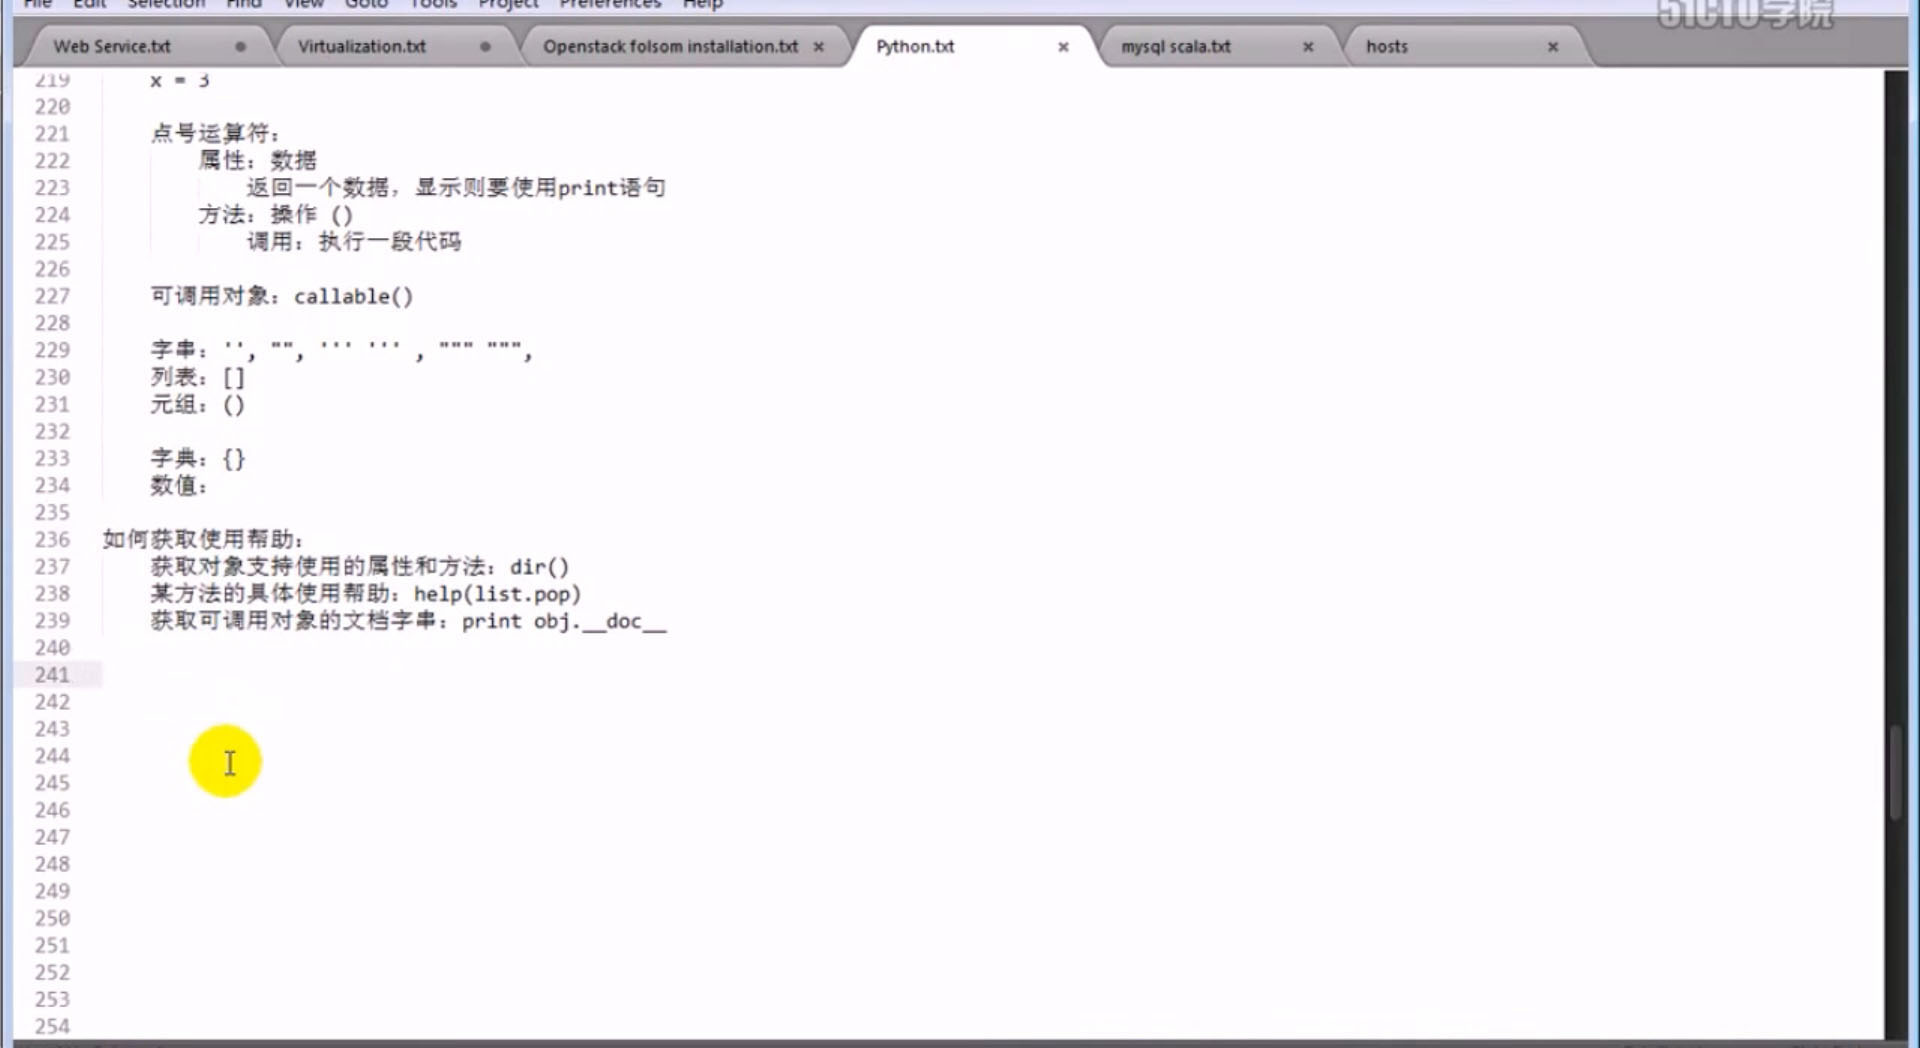 File Edit Selection Find View Goto Tools Project Preferences Help
51CTO学院
Web Service.txt Virtualization.txt Openstack folsom installation.txt Python.txt mysql scala.txt hosts
219 x = 3
220
221 点号运算符：
222 属性：数据
223 返回一个数据，显示则要使用print语句
224 方法：操作 ()
225 调用：执行一段代码
226
227 可调用对象：callable()
228
229 字串：'', "", ''' ''' , """ """,
230 列表：[]
231 元组：()
232
233 字典：{}
234 数值：
235
236 如何获取使用帮助：
237 获取对象支持使用的属性和方法：dir()
238 某方法的具体使用帮助：help(list.pop)
239 获取可调用对象的文档字串：print obj.__doc__
240
241
242
243
244
245
246
247
248
249
250
251
252
253
254